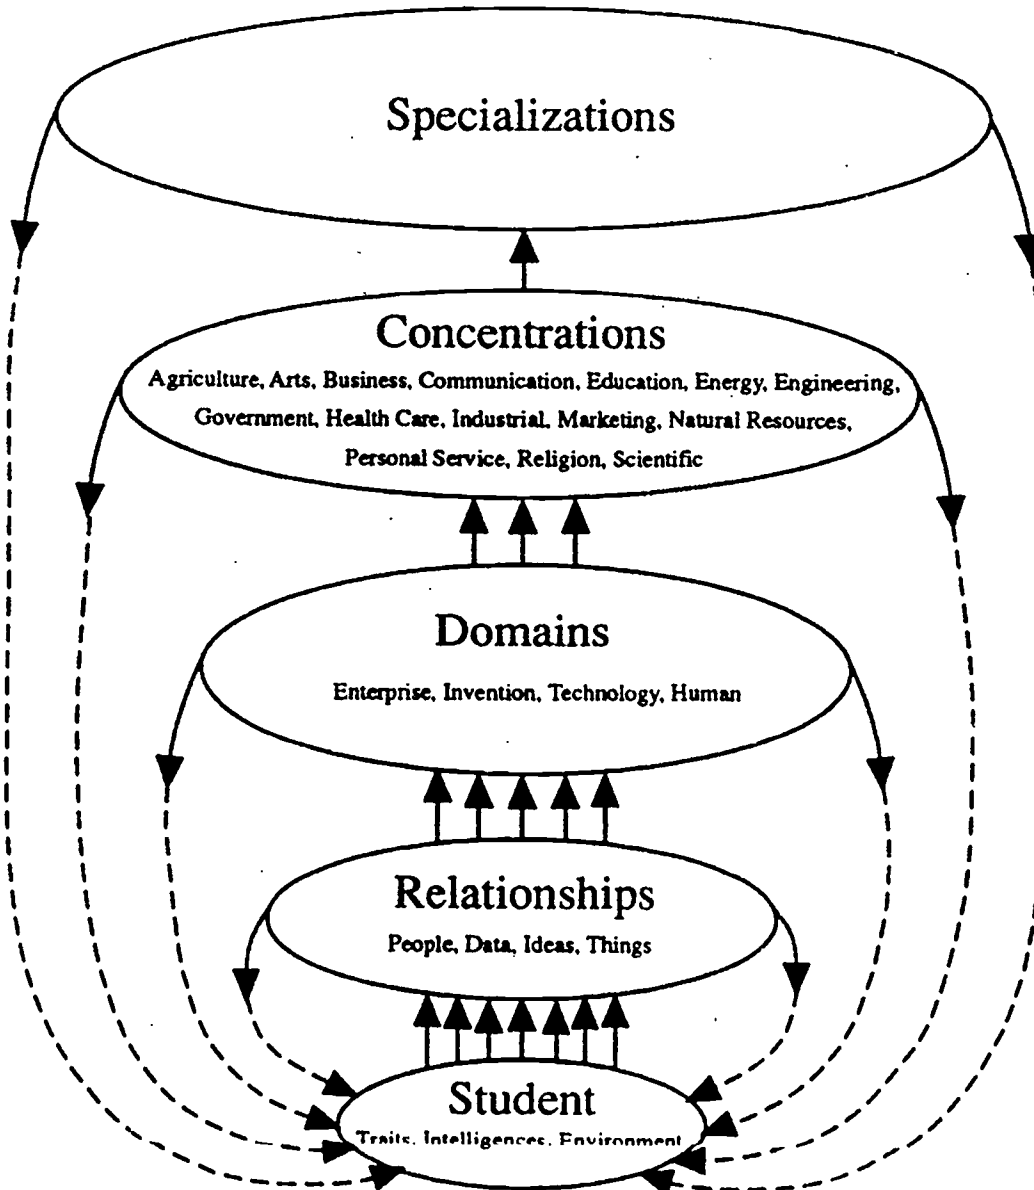 Specializations
Concentrations
Agriculture, Arts, Business, Communication, Education, Energy, Engineering,
Government, Health Care, Industrial, Marketing, Natural Resources,
Personal Service, Religion, Scientific
Domains
Enterprise, Invention, Technology, Human
Relationships
People, Data, Ideas, Things
Student
Traits, Intelligences, Environment